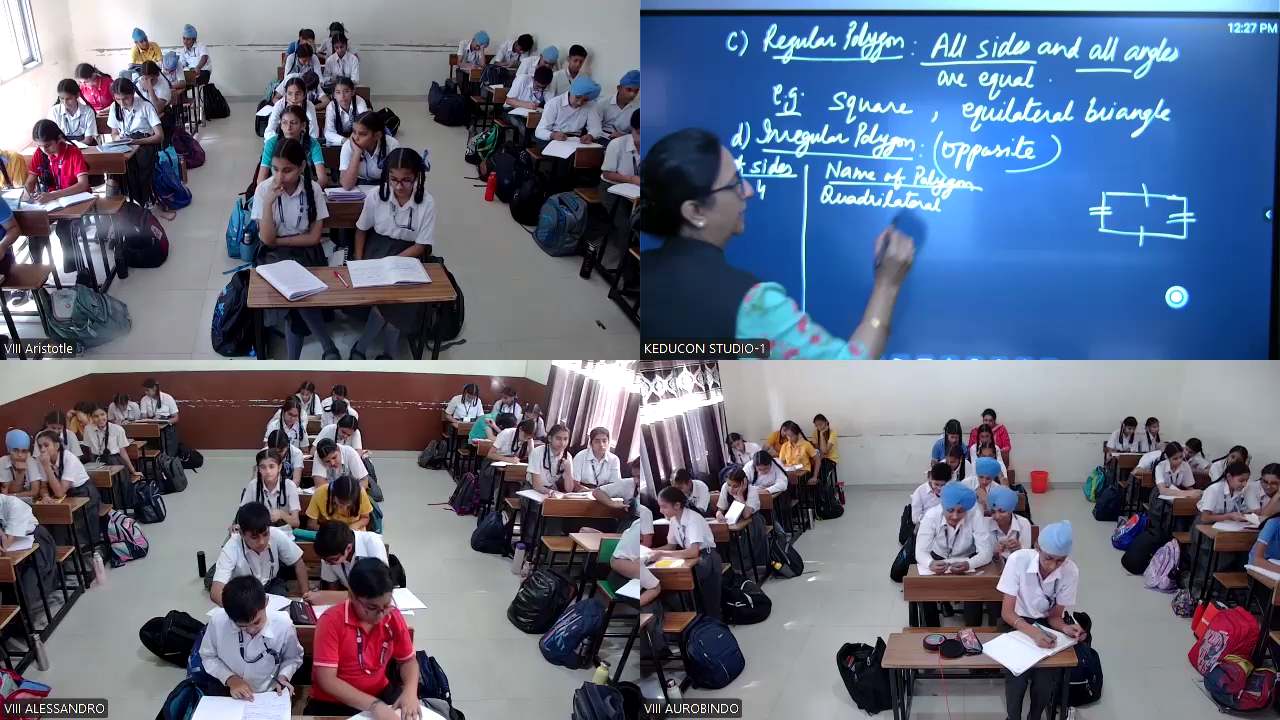 12:27 PM
c) Regular Polygon : All sides and all angles
are equal.
e.g. square, equilateral triangle
d) Irregular Polygon : (opposite)
sides Name of Polygon
4 Quadrilateral
VIII Aristotle
KEDUCON STUDIO-1
VIII ALESSANDRO
VIII AUROBINDO